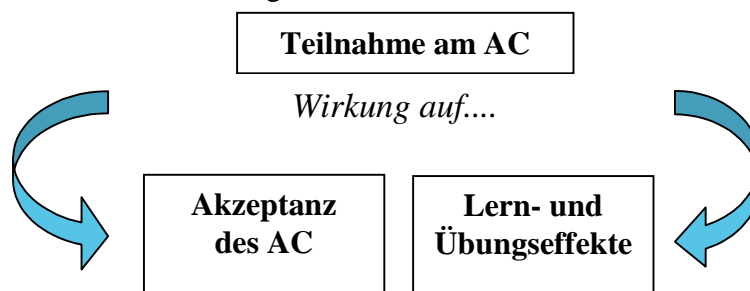 Teilnahme am AC
Wirkung auf....
Akzeptanz
des AC
Lern- und
Übungseffekte